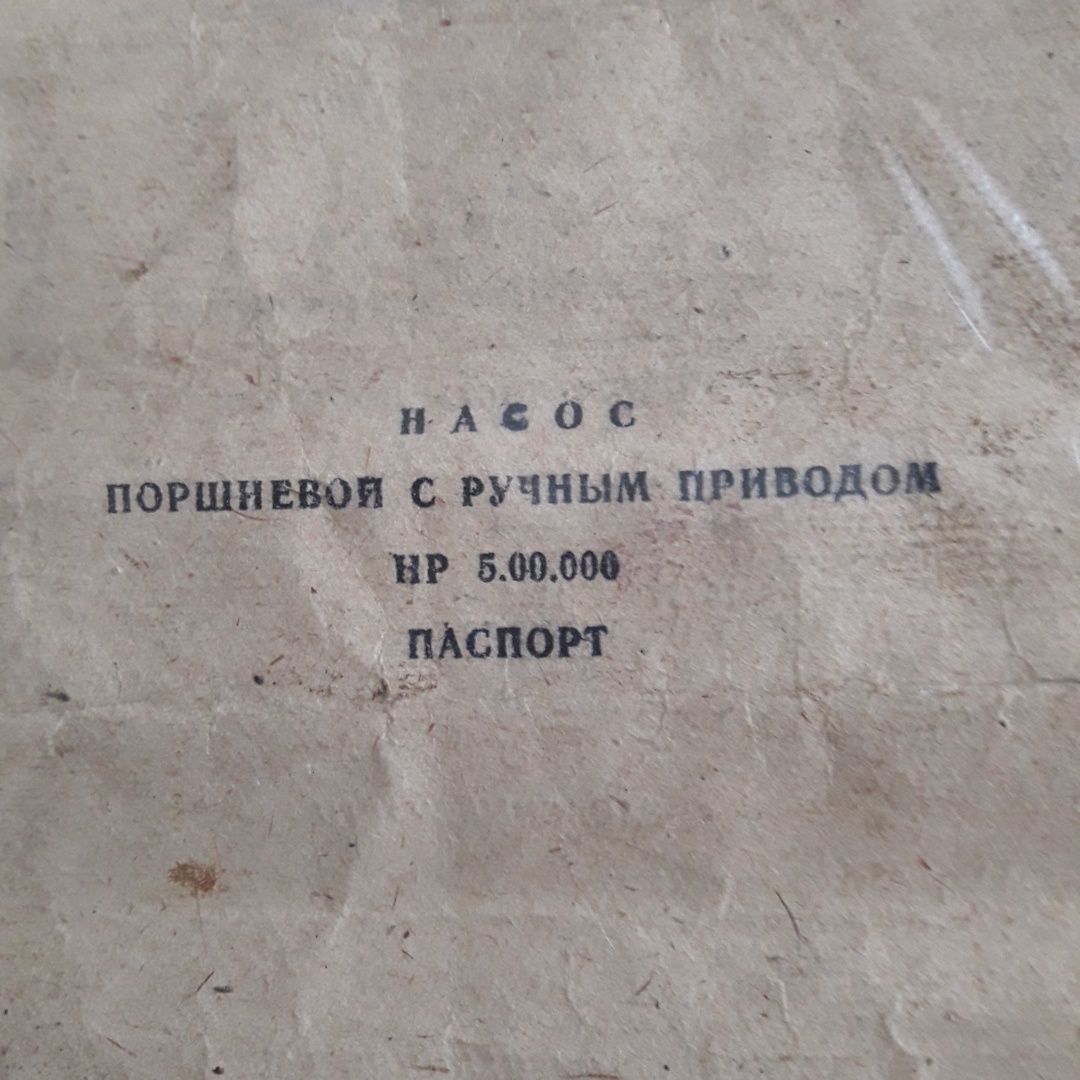 НАСОС
ПОРШНЕВОЙ С РУЧНЫМ ПРИВОДОМ
НР 5.00.000
ПАСПОРТ